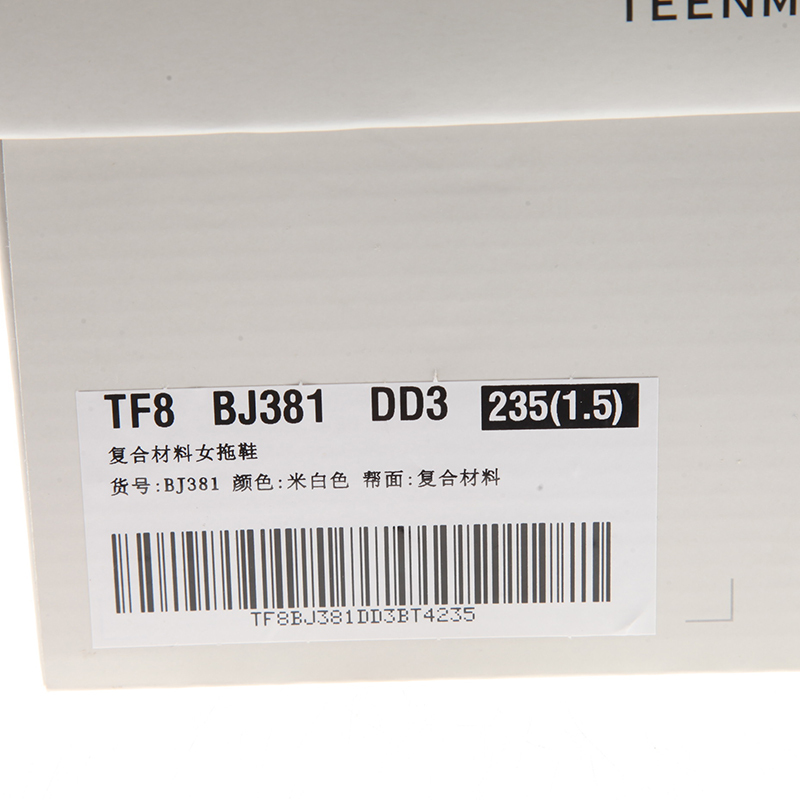 TEENM
TF8 BJ381 DD3 235(1.5)
复合材料女拖鞋
货号:BJ381 颜色:米白色 帮面:复合材料
TF8BJ381DD3BT4235